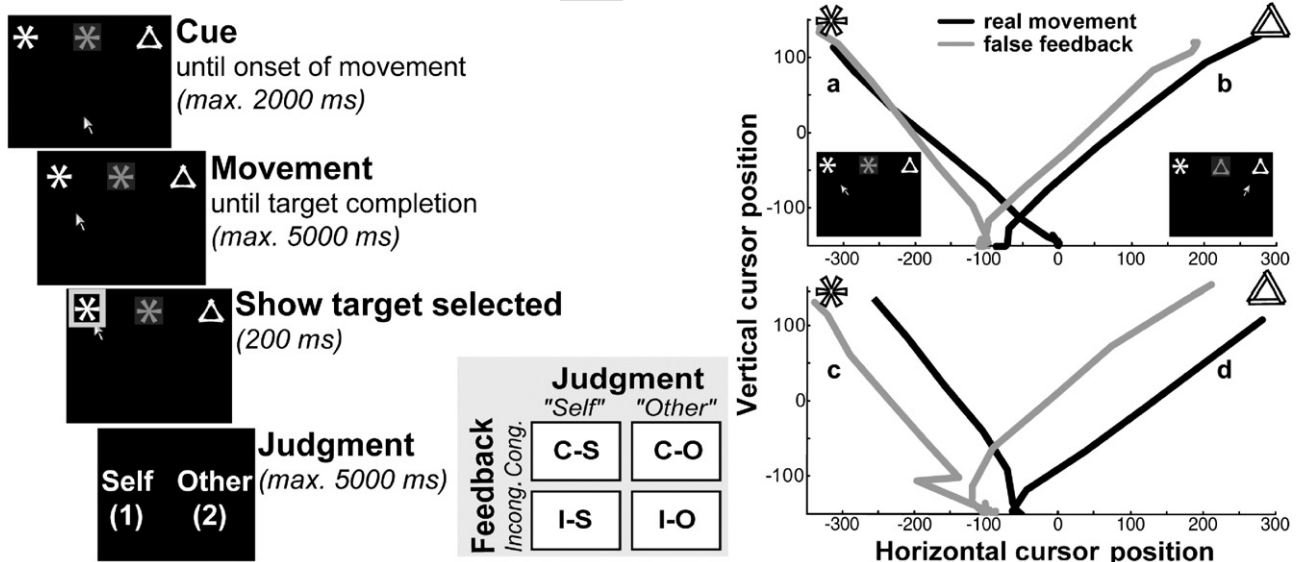 Cue
until onset of movement
(max. 2000 ms)
Movement
until target completion
(max. 5000 ms)
Show target selected
(200 ms)
Judgment
(max. 5000 ms)
Self Other
(1) (2)
Judgment
"Self" "Other"
Feedback
Cong.
Incong.
C-S C-O
I-S I-O
real movement
false feedback
a b
100
0
-100
-300 -200 -100 0 100 200 300
c d
100
0
-100
-300 -200 -100 0 100 200 300
Vertical cursor position
Horizontal cursor position